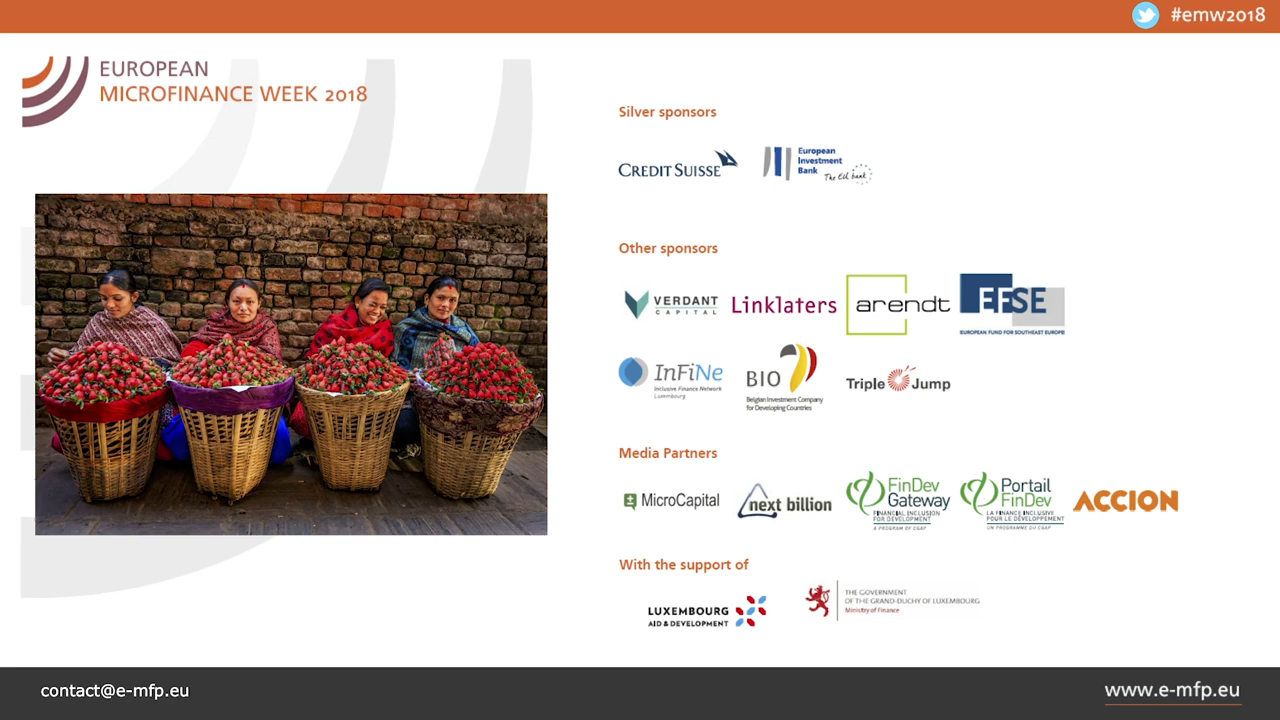 #emw2018
EUROPEAN
MICROFINANCE WEEK 2018
Silver sponsors
CREDIT SUISSE
European
Investment
Bank
The EU bank
Other sponsors
VERDANT
CAPITAL
Linklaters
arendt
EFSE
EUROPEAN FUND FOR SOUTHEAST EUROPE
InFiNe
Inclusive Finance Network
Luxembourg
BIO
Belgian Investment Company
for Developing Countries
Triple Jump
Media Partners
MicroCapital
next billion
FinDev
Gateway
FINANCIAL INCLUSION
FOR DEVELOPMENT
A PROGRAM OF CGAP
Portail
FinDev
LA FINANCE INCLUSIVE
POUR LE DÉVELOPPEMENT
UN PROGRAMME DU CGAP
ACCION
With the support of
LUXEMBOURG
AID & DEVELOPMENT
THE GOVERNMENT
OF THE GRAND-DUCHY OF LUXEMBOURG
Ministry of Finance
contact@e-mfp.eu
www.e-mfp.eu